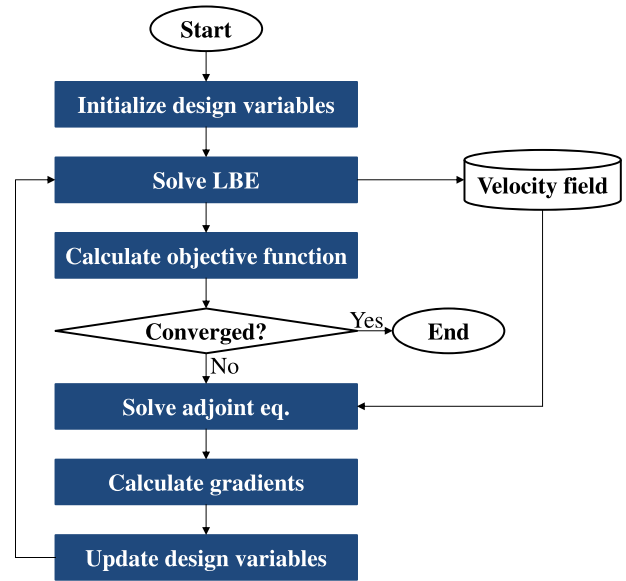 Start
Initialize design variables
Solve LBE
Velocity field
Calculate objective function
Converged?
Yes
End
No
Solve adjoint eq.
Calculate gradients
Update design variables